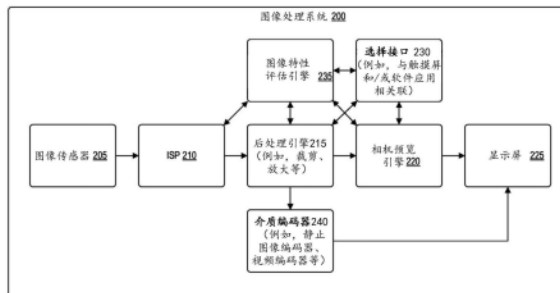 图像处理系统 200
图像特性
评估引擎
235
选择接口 230
(例如，与触摸屏
和/或软件应用
相关联)
图像传感器 205
ISP 210
后处理引擎215
(例如，裁剪、
放大等)
相机预览
引擎 220
显示屏 225
介质编码器240
(例如，静止
图像编码器、
视频编码器等)